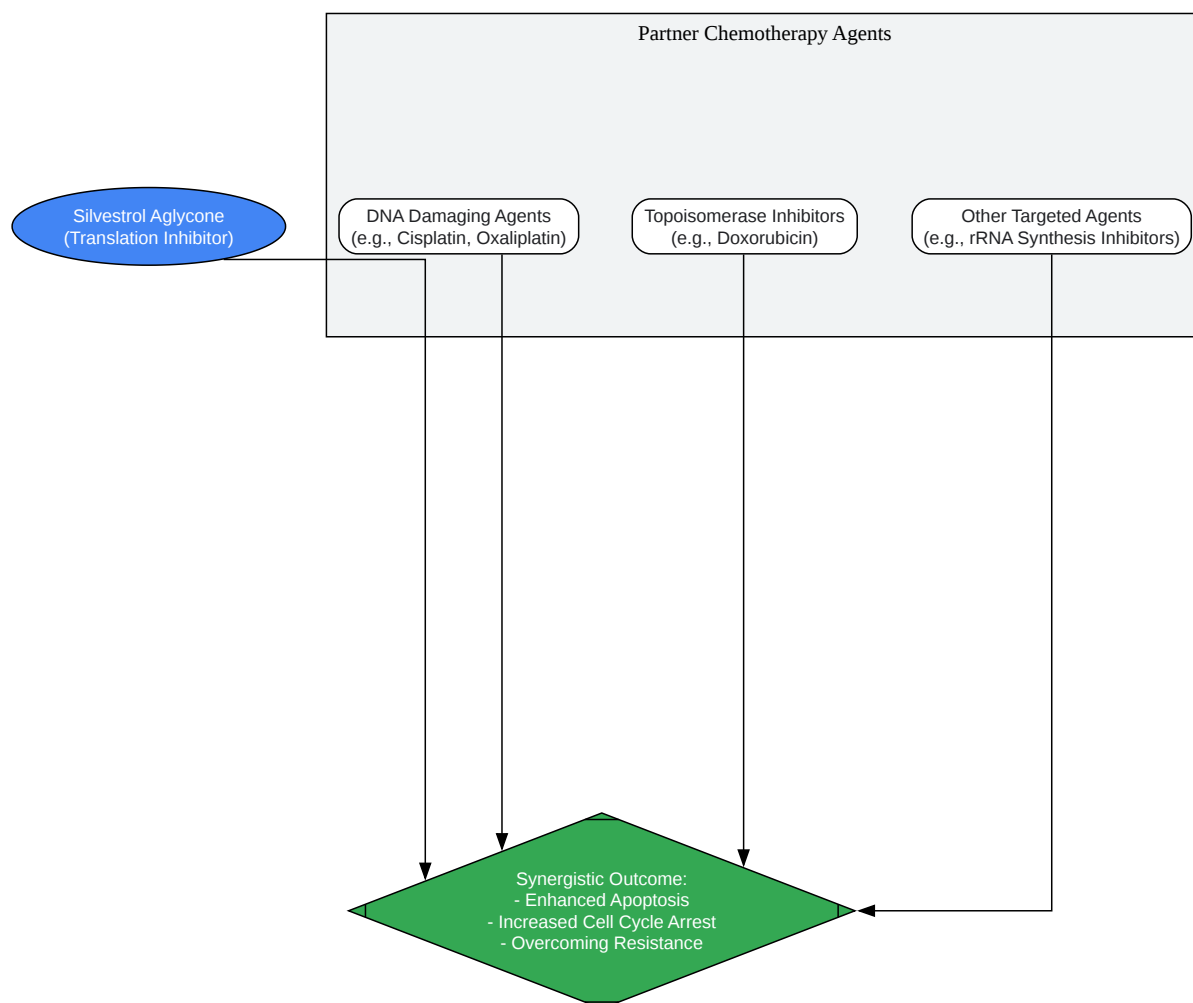 Partner Chemotherapy Agents
Silvestrol Aglycone
(Translation Inhibitor)
DNA Damaging Agents
(e.g., Cisplatin, Oxaliplatin)
Topoisomerase Inhibitors
(e.g., Doxorubicin)
Other Targeted Agents
(e.g., rRNA Synthesis Inhibitors)
Synergistic Outcome:
- Enhanced Apoptosis
- Increased Cell Cycle Arrest
- Overcoming Resistance